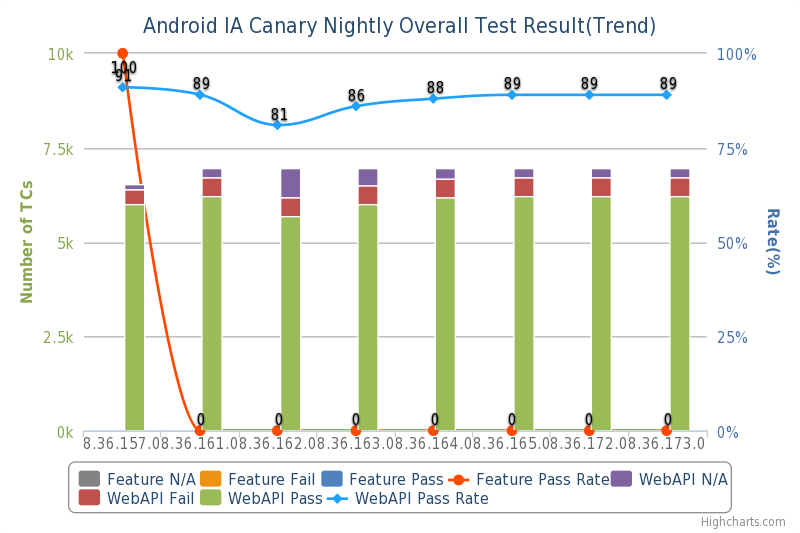 Android IA Canary Nightly Overall Test Result(Trend)
10k
7.5k
5k
2.5k
0k
Number of TCs
100%
75%
50%
25%
0%
Rate(%)
100
91 89 81 86 88 89 89 89
0 0 0 0 0 0 0
8.36.157.0 8.36.161.0 8.36.162.0 8.36.163.0 8.36.164.0 8.36.165.0 8.36.172.0 8.36.173.0
Feature N/A Feature Fail Feature Pass Feature Pass Rate WebAPI N/A
WebAPI Fail WebAPI Pass WebAPI Pass Rate
Highcharts.com